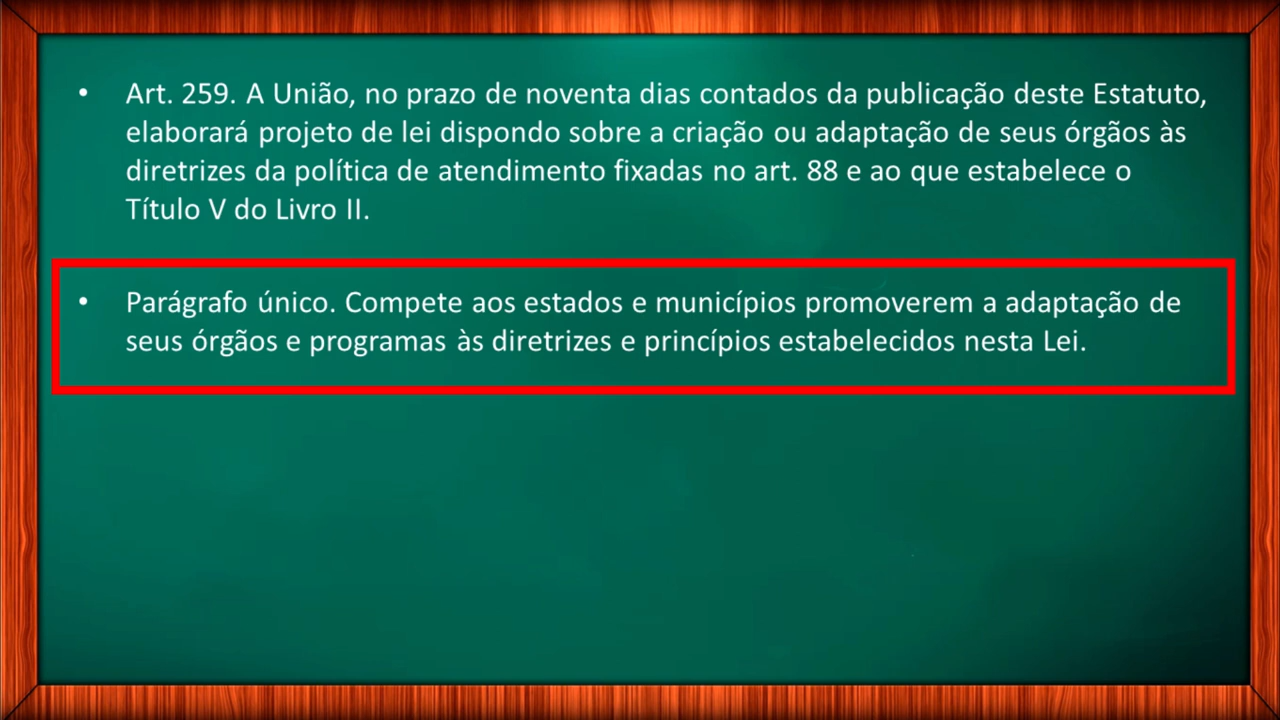 • Art. 259. A União, no prazo de noventa dias contados da publicação deste Estatuto,
elaborará projeto de lei dispondo sobre a criação ou adaptação de seus órgãos às
diretrizes da política de atendimento fixadas no art. 88 e ao que estabelece o
Título V do Livro II.
• Parágrafo único. Compete aos estados e municípios promoverem a adaptação de
seus órgãos e programas às diretrizes e princípios estabelecidos nesta Lei.